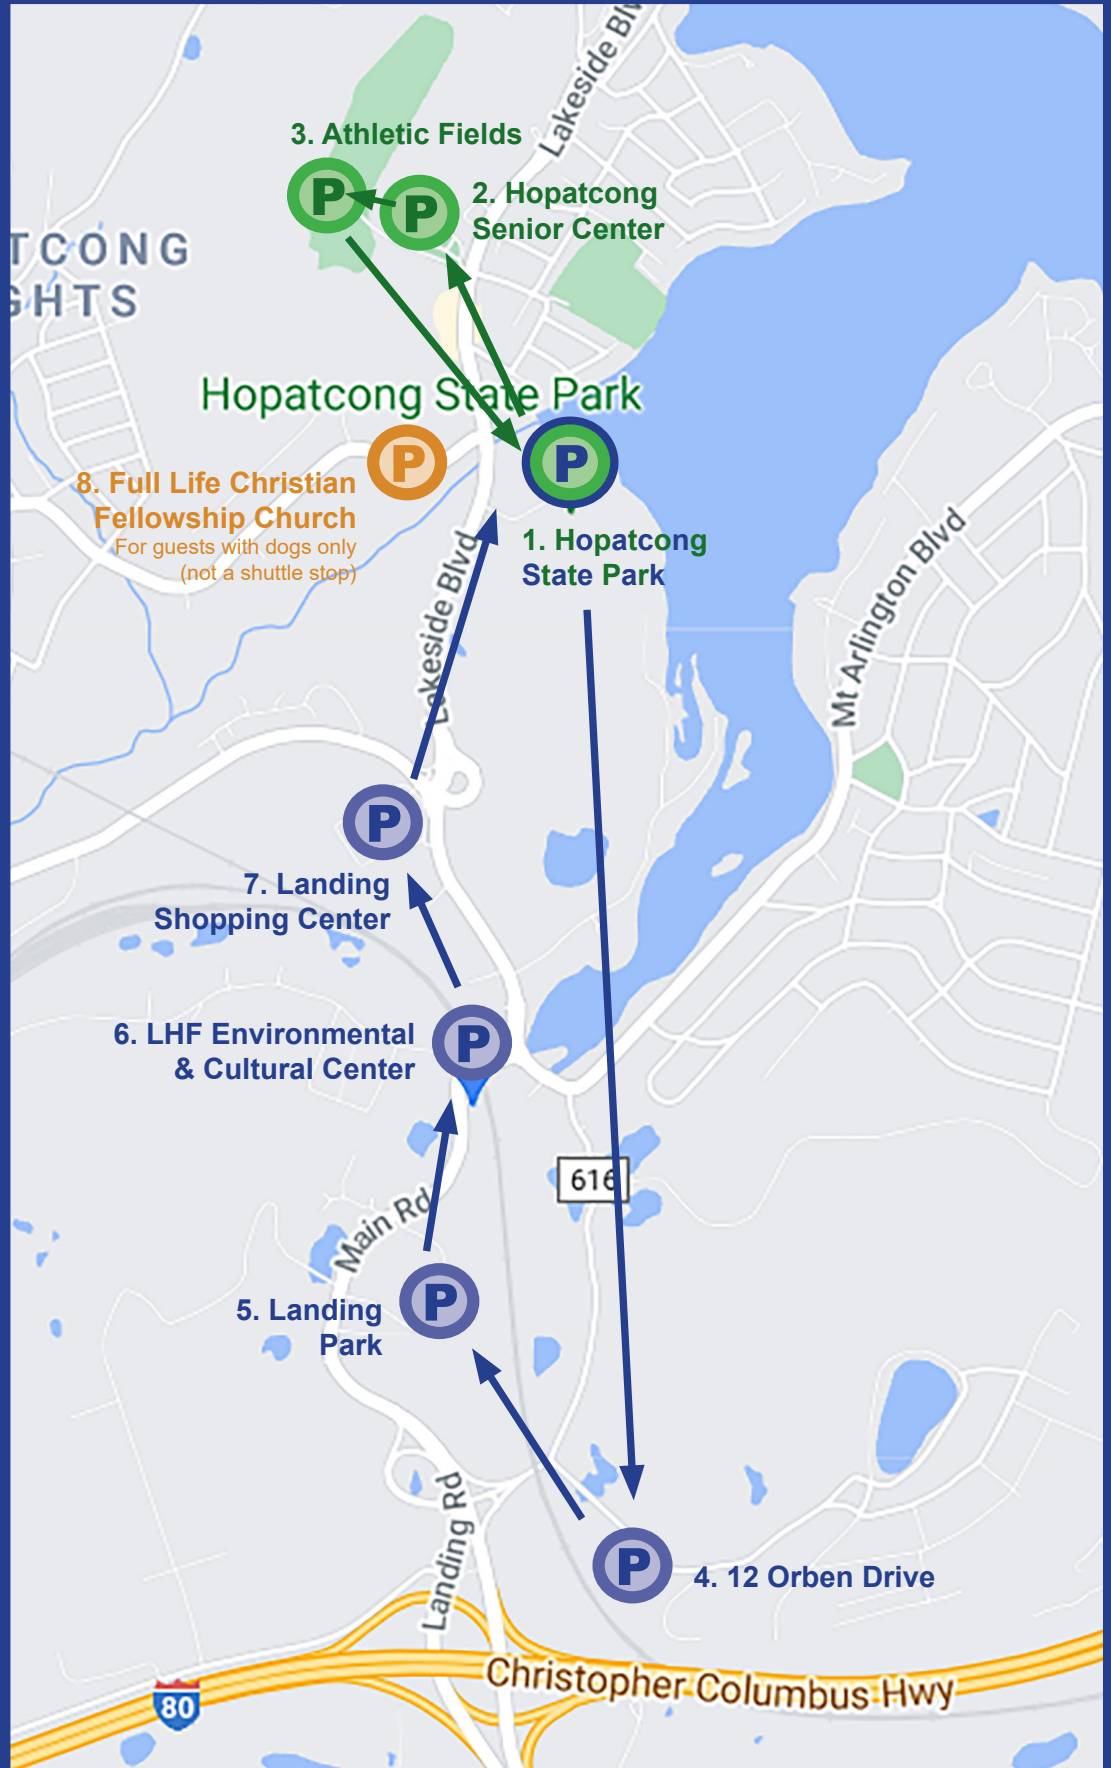 Lakeside Blv
3. Athletic Fields
P
P
2. Hopatcong
Senior Center
TCONG
GHTS
Hopatcong State Park
P
P
8. Full Life Christian
Fellowship Church
For guests with dogs only
(not a shuttle stop)
1. Hopatcong
State Park
Lakeside Blvd
Mt Arlington Blvd
P
7. Landing
Shopping Center
P
6. LHF Environmental
& Cultural Center
616
Main Rd
P
5. Landing
Park
Landing Rd
P
4. 12 Orben Drive
Christopher Columbus Hwy
80